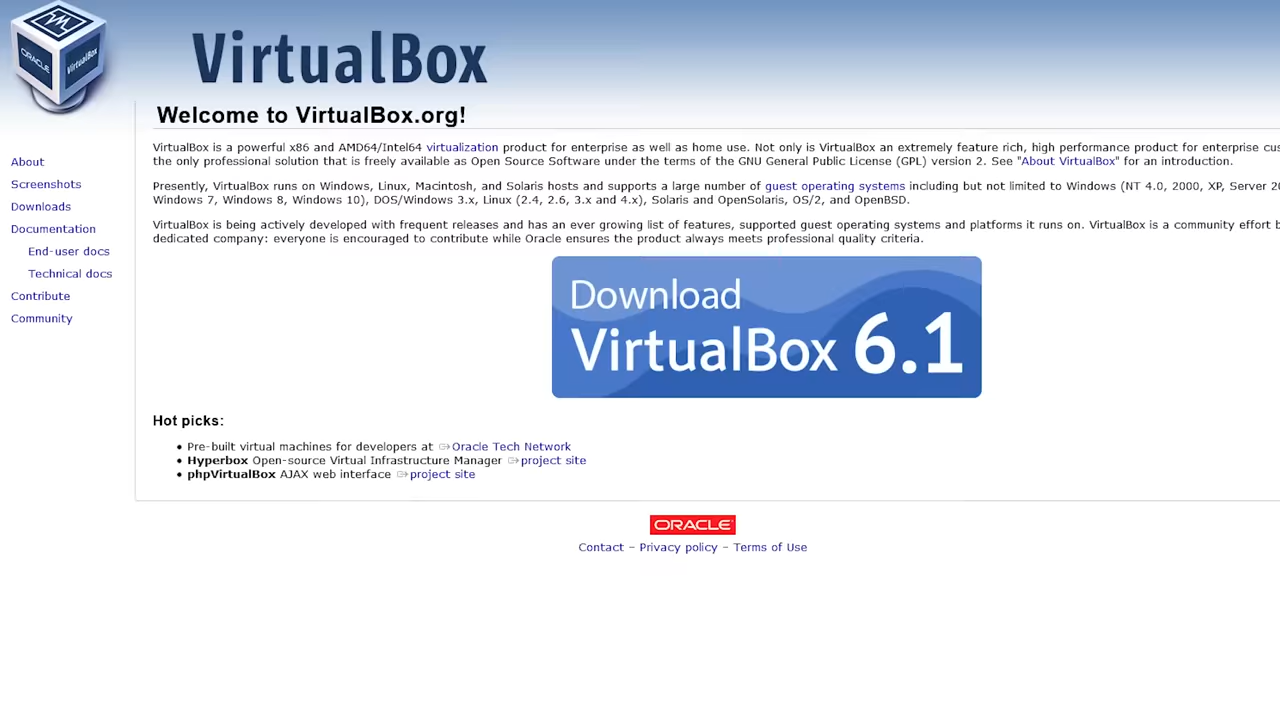 ORACLE
VirtualBox
VirtualBox
Welcome to VirtualBox.org!
About
Screenshots
Downloads
Documentation
End-user docs
Technical docs
Contribute
Community
VirtualBox is a powerful x86 and AMD64/Intel64 virtualization product for enterprise as well as home use. Not only is VirtualBox an extremely feature rich, high performance product for enterprise cus
the only professional solution that is freely available as Open Source Software under the terms of the GNU General Public License (GPL) version 2. See "About VirtualBox" for an introduction.
Presently, VirtualBox runs on Windows, Linux, Macintosh, and Solaris hosts and supports a large number of guest operating systems including but not limited to Windows (NT 4.0, 2000, XP, Server 20
Windows 7, Windows 8, Windows 10), DOS/Windows 3.x, Linux (2.4, 2.6, 3.x and 4.x), Solaris and OpenSolaris, OS/2, and OpenBSD.
VirtualBox is being actively developed with frequent releases and has an ever growing list of features, supported guest operating systems and platforms it runs on. VirtualBox is a community effort b
dedicated company: everyone is encouraged to contribute while Oracle ensures the product always meets professional quality criteria.
Download
VirtualBox 6.1
Hot picks:
• Pre-built virtual machines for developers at Oracle Tech Network
• Hyperbox Open-source Virtual Infrastructure Manager project site
• phpVirtualBox AJAX web interface project site
ORACLE
Contact – Privacy policy – Terms of Use